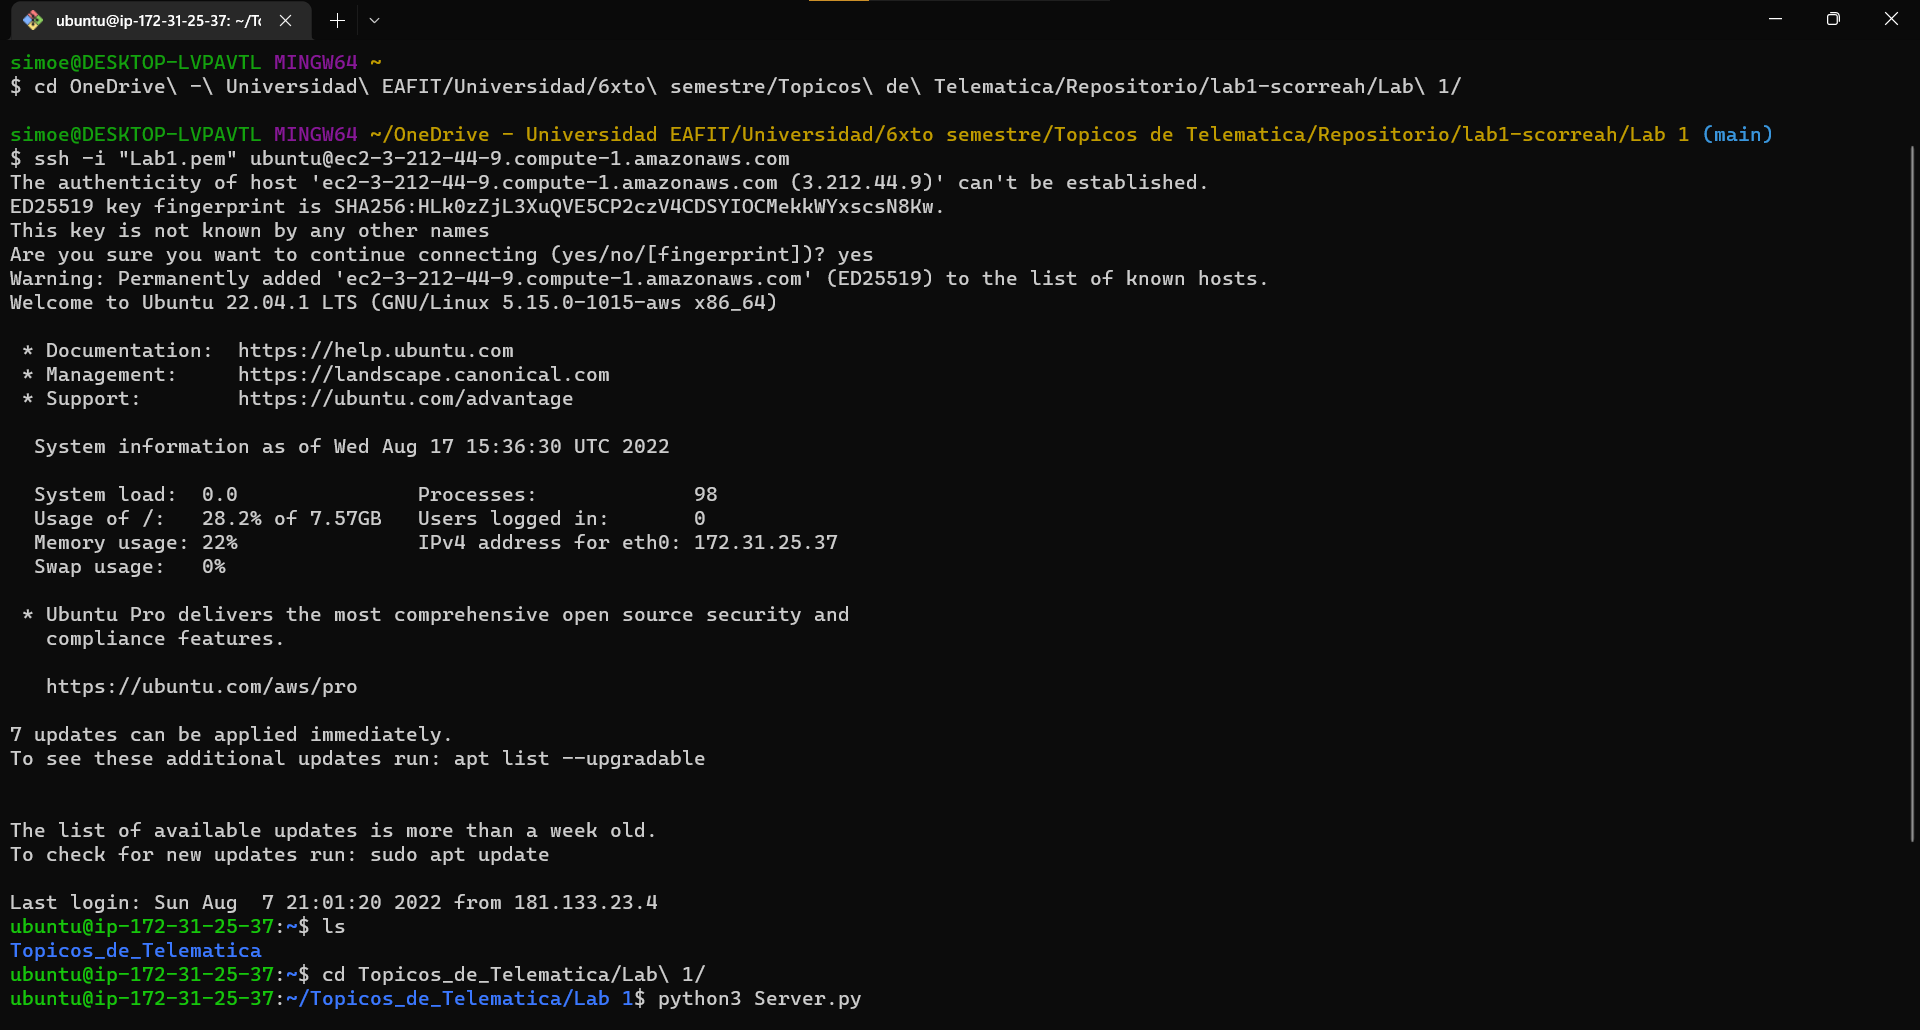 ubuntu@ip-172-31-25-37: ~/To
simoe@DESKTOP-LVPAVTL MINGW64 ~
$ cd OneDrive\ -\ Universidad\ EAFIT/Universidad/6xto\ semestre/Topicos\ de\ Telematica/Repositorio/lab1-scorreah/Lab\ 1/
simoe@DESKTOP-LVPAVTL MINGW64 ~/OneDrive - Universidad EAFIT/Universidad/6xto semestre/Topicos de Telematica/Repositorio/lab1-scorreah/Lab 1 (main)
$ ssh -i "Lab1.pem" ubuntu@ec2-3-212-44-9.compute-1.amazonaws.com
The authenticity of host 'ec2-3-212-44-9.compute-1.amazonaws.com (3.212.44.9)' can't be established.
ED25519 key fingerprint is SHA256:HLk0zZjL3XuQVE5CP2czV4CDSYIOCMekkWYxscsN8Kw.
This key is not known by any other names
Are you sure you want to continue connecting (yes/no/[fingerprint])? yes
Warning: Permanently added 'ec2-3-212-44-9.compute-1.amazonaws.com' (ED25519) to the list of known hosts.
Welcome to Ubuntu 22.04.1 LTS (GNU/Linux 5.15.0-1015-aws x86_64)
* Documentation:  https://help.ubuntu.com
* Management:     https://landscape.canonical.com
* Support:        https://ubuntu.com/advantage
System information as of Wed Aug 17 15:36:30 UTC 2022
System load:  0.0               Processes:             98
Usage of /:   28.2% of 7.57GB   Users logged in:       0
Memory usage: 22%               IPv4 address for eth0: 172.31.25.37
Swap usage:   0%
* Ubuntu Pro delivers the most comprehensive open source security and
compliance features.
https://ubuntu.com/aws/pro
7 updates can be applied immediately.
To see these additional updates run: apt list --upgradable
The list of available updates is more than a week old.
To check for new updates run: sudo apt update
Last login: Sun Aug  7 21:01:20 2022 from 181.133.23.4
ubuntu@ip-172-31-25-37:~$ ls
Topicos_de_Telematica
ubuntu@ip-172-31-25-37:~$ cd Topicos_de_Telematica/Lab\ 1/
ubuntu@ip-172-31-25-37:~/Topicos_de_Telematica/Lab 1$ python3 Server.py